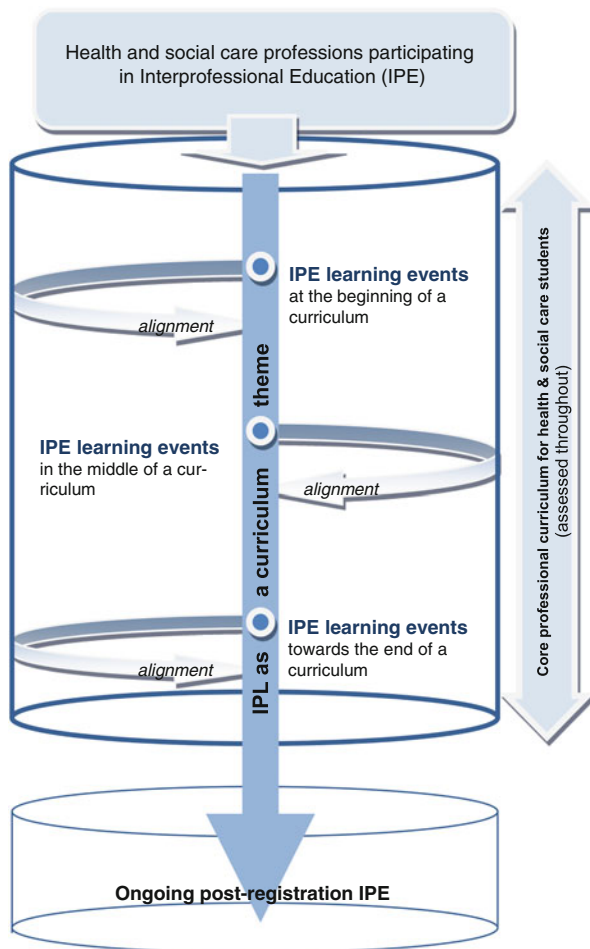 Health and social care professions participating
in Interprofessional Education (IPE)
IPE learning events
at the beginning of a
curriculum
alignment
IPE learning events
in the middle of a cur-
riculum
alignment
IPE learning events
towards the end of a
curriculum
alignment
IPL as a curriculum theme
Core professional curriculum for health & social care students
(assessed throughout)
Ongoing post-registration IPE